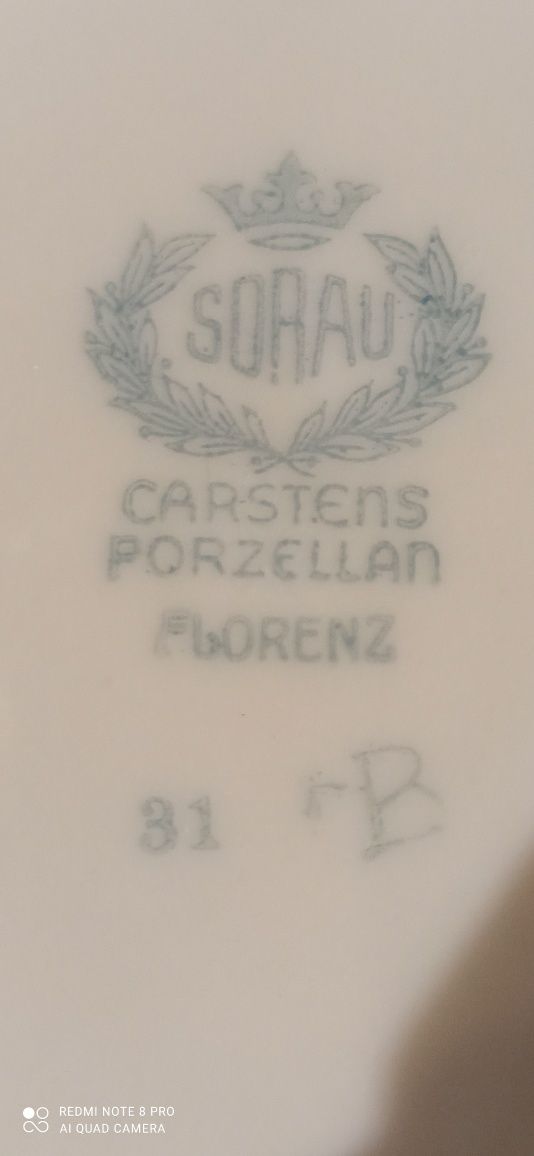 SORAU
CARSTENS
PORZELLAN
FLORENZ
31 B
REDMI NOTE 8 PRO
AI QUAD CAMERA